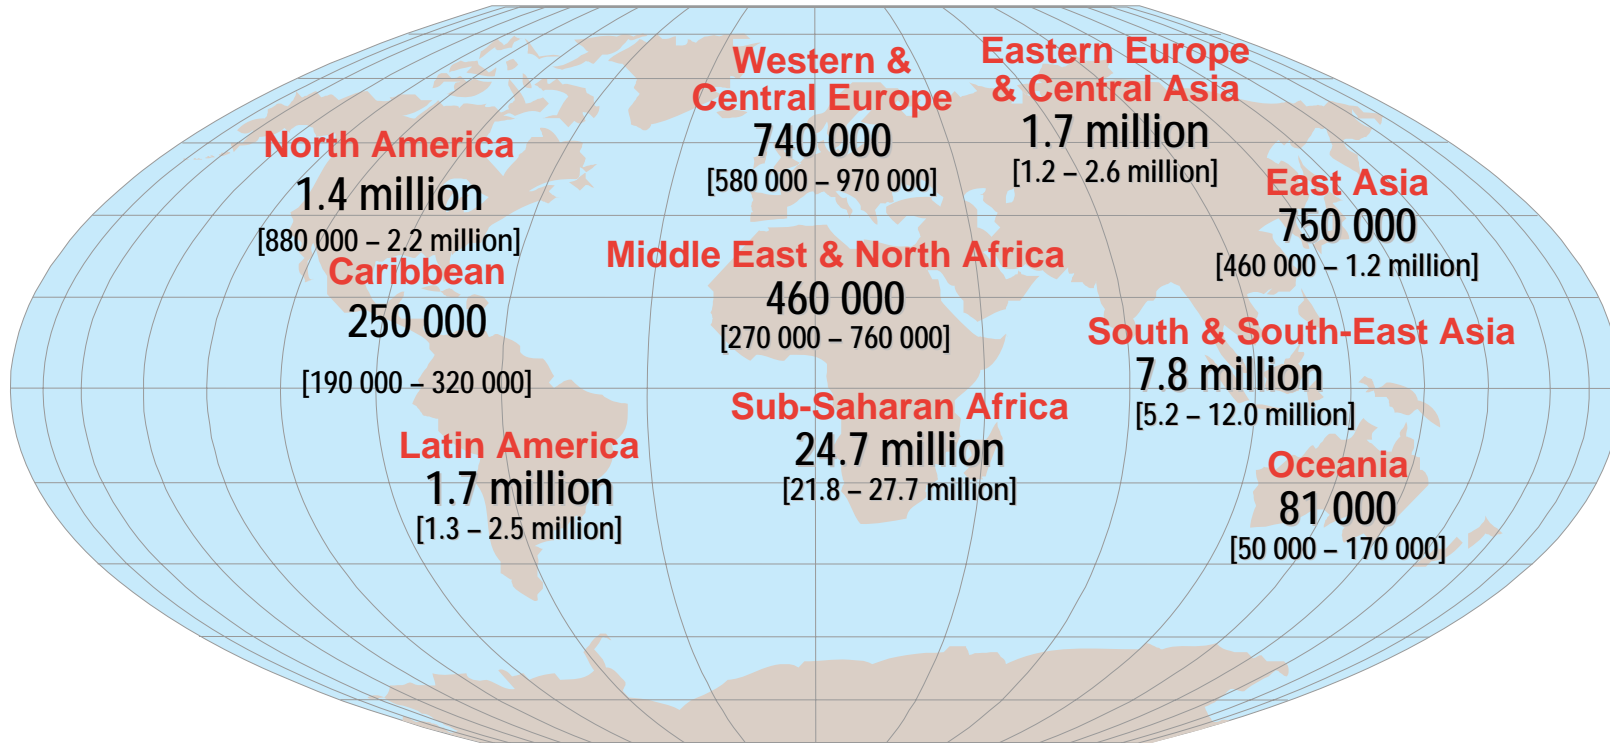 Western &
Central Europe
740 000
[580 000 – 970 000]
Eastern Europe
& Central Asia
1.7 million
[1.2 – 2.6 million]
North America
1.4 million
[880 000 – 2.2 million]
East Asia
750 000
[460 000 – 1.2 million]
Caribbean
250 000
[190 000 – 320 000]
Middle East & North Africa
460 000
[270 000 – 760 000]
South & South-East Asia
7.8 million
[5.2 – 12.0 million]
Sub-Saharan Africa
24.7 million
[21.8 – 27.7 million]
Latin America
1.7 million
[1.3 – 2.5 million]
Oceania
81 000
[50 000 – 170 000]